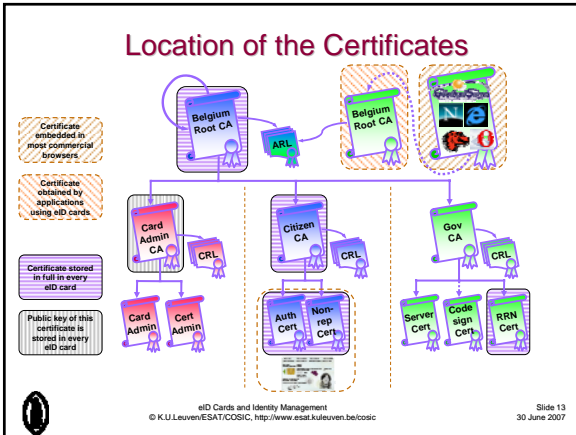 Location of the Certificates
Certificate
embedded in
most commercial
browsers
Certificate
obtained by
applications
using eID cards
Certificate stored
in full in every
eID card
Public key of this
certificate is
stored in every
eID card
Belgium
Root CA
ARL
Belgium
Root CA
Card
Admin
CA
CRL
Citizen
CA
CRL
Gov
CA
CRL
Card
Admin
Cert
Admin
Auth
Cert
Non-
rep
Cert
Server
Cert
Code
sign
Cert
RRN
Cert
eID Cards and Identity Management
© K.U.Leuven/ESAT/COSIC, http://www.esat.kuleuven.be/cosic
Slide 13
30 June 2007